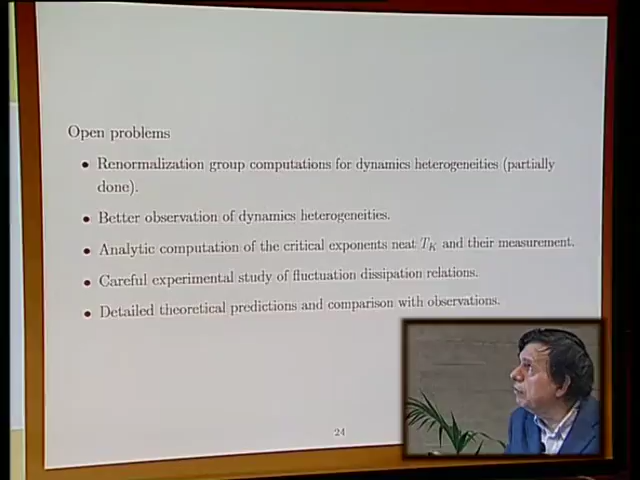 Open problems
• Renormalization group computations for dynamics heterogeneities (partially
done).
• Better observation of dynamics heterogeneities.
• Analytic computation of the critical exponents neat T_K and their measurement.
• Careful experimental study of fluctuation dissipation relations.
• Detailed theoretical predictions and comparison with observations.
24